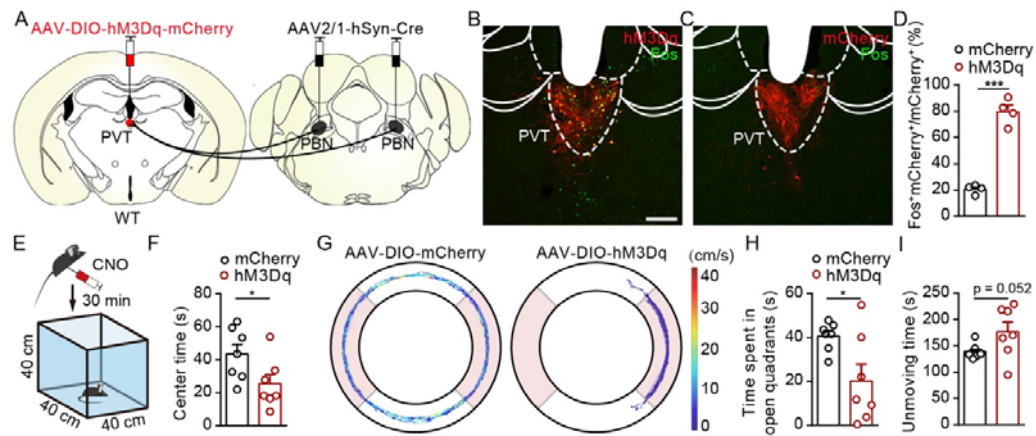 A
AAV-DIO-hM3Dq-mCherry
AAV2/1-hSyn-Cre
PVT
PBN
PBN
WT
B
hM3Dq
Fos
PVT
C
mCherry
Fos
PVT
D
mCherry
hM3Dq
Fos⁺mCherry⁺/mCherry⁺ (%)
100
80
60
40
20
0
***
E
CNO
30 min
40 cm
40 cm
40 cm
F
mCherry
hM3Dq
Center time (s)
80
60
40
20
0
*
G
AAV-DIO-mCherry
AAV-DIO-hM3Dq
(cm/s)
40
30
20
10
0
H
mCherry
hM3Dq
Time spent in
open quadrants (s)
60
40
20
0
*
I
p = 0.052
Unmoving time (s)
250
200
150
100
50
0